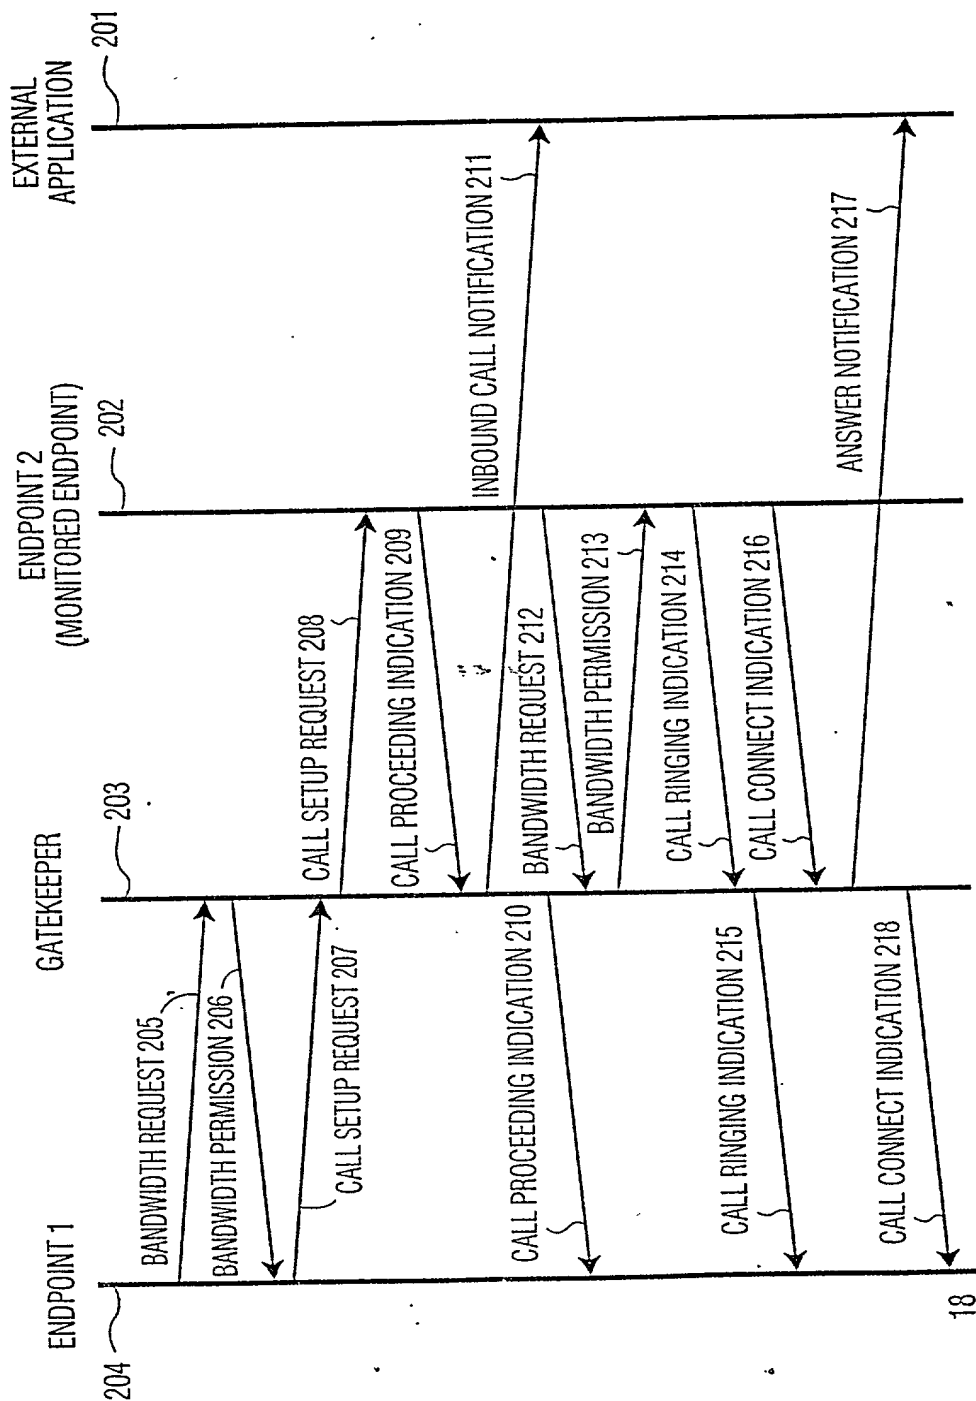 ENDPOINT 1
204
GATEKEEPER
203
ENDPOINT 2
(MONITORED ENDPOINT)
202
EXTERNAL
APPLICATION
201
BANDWIDTH REQUEST 205
BANDWIDTH PERMISSION 206
CALL SETUP REQUEST 207
CALL SETUP REQUEST 208
CALL PROCEEDING INDICATION 209
CALL PROCEEDING INDICATION 210
INBOUND CALL NOTIFICATION 211
BANDWIDTH REQUEST 212
BANDWIDTH PERMISSION 213
CALL RINGING INDICATION 214
CALL RINGING INDICATION 215
CALL CONNECT INDICATION 216
ANSWER NOTIFICATION 217
CALL CONNECT INDICATION 218
18